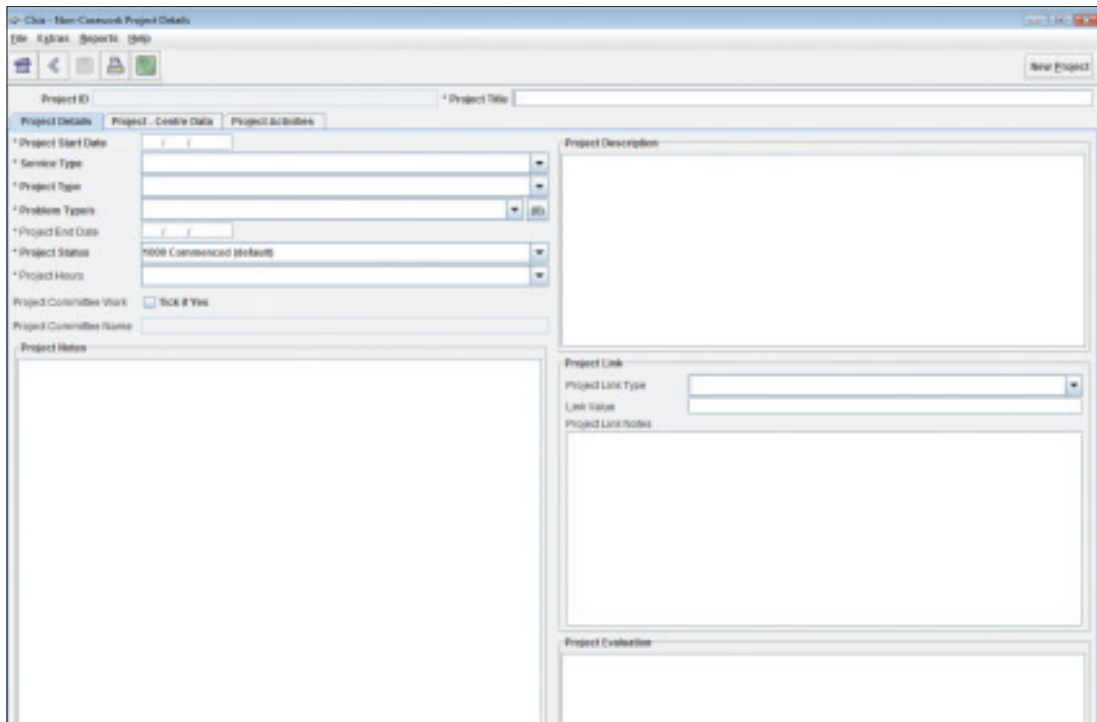 Clsis - Non-Casework Project Details
File Extras Reports Help
New Project
Project ID
* Project Title
Project Details Project - Centre Data Project Activities
* Project Start Date / /
* Service Type
* Project Type
* Problem Type/s
* Project End Date / /
* Project Status 1000 Commenced (default)
* Project Hours
Project Committee Work Tick if Yes
Project Committee Name
Project Notes
Project Description
Project Link
Project Link Type
Link Value
Project Link Notes
Project Evaluation